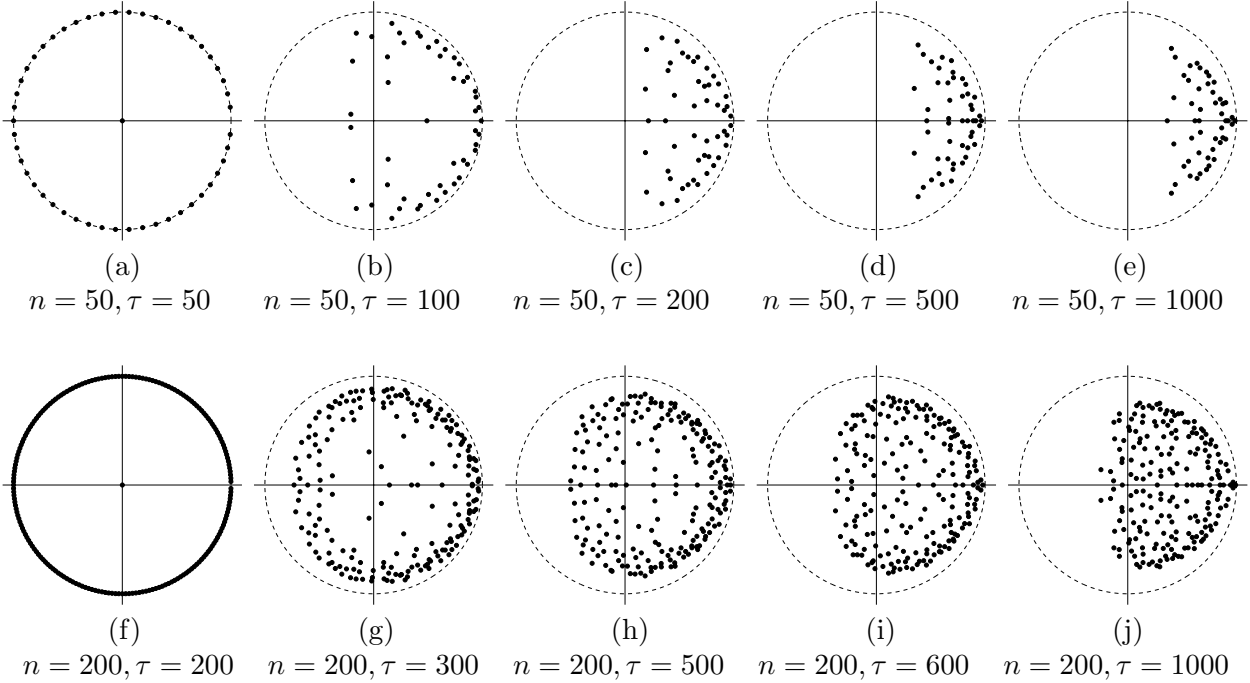 (a) (b) (c) (d) (e)
n = 50, τ = 50 n = 50, τ = 100 n = 50, τ = 200 n = 50, τ = 500 n = 50, τ = 1000
(f) (g) (h) (i) (j)
n = 200, τ = 200 n = 200, τ = 300 n = 200, τ = 500 n = 200, τ = 600 n = 200, τ = 1000